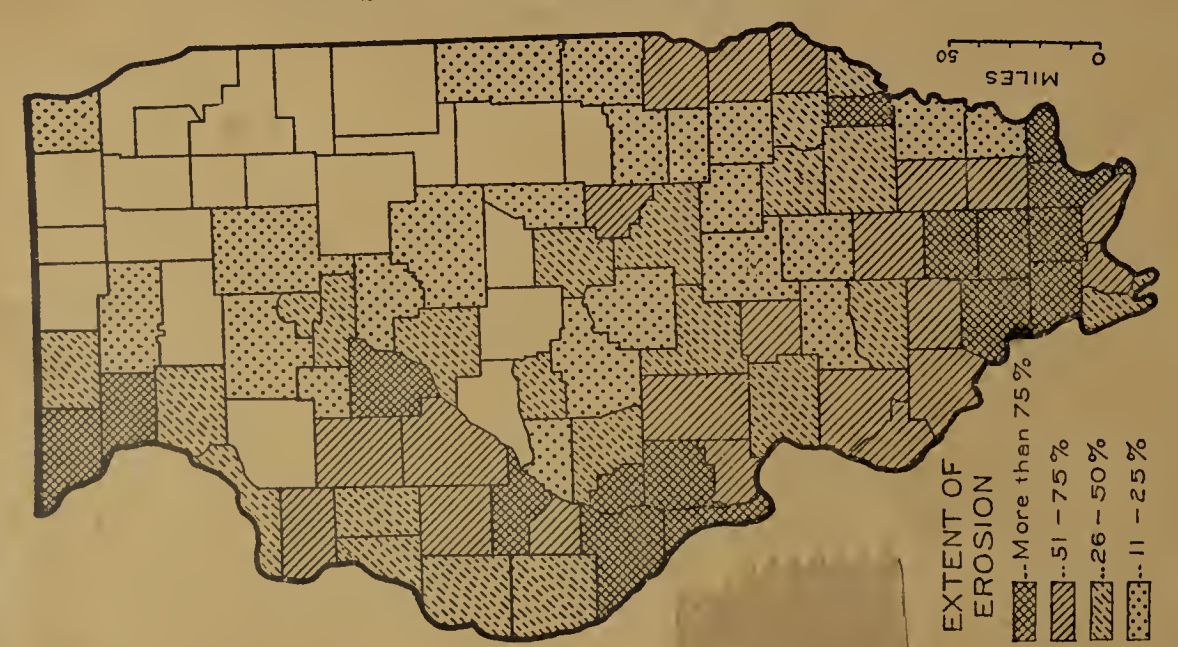 50 0
MILES
EXTENT OF
EROSION
--More than 75%
--- 51 - 75%
--- 26 - 50%
--- 11 - 25%